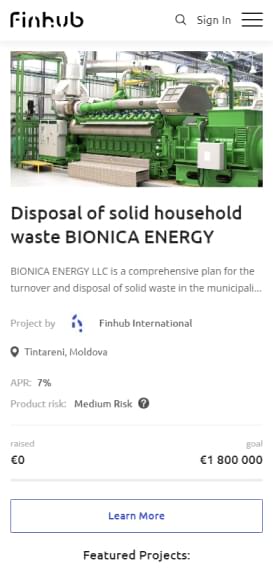 finhub
Sign In
Disposal of solid household
waste BIONICA ENERGY
BIONICA ENERGY LLC is a comprehensive plan for the
turnover and disposal of solid waste in the municipali...
Project by Finhub International
Tintareni, Moldova
APR: 7%
Product risk: Medium Risk ?
raised goal
€0 €1 800 000
Learn More
Featured Projects: